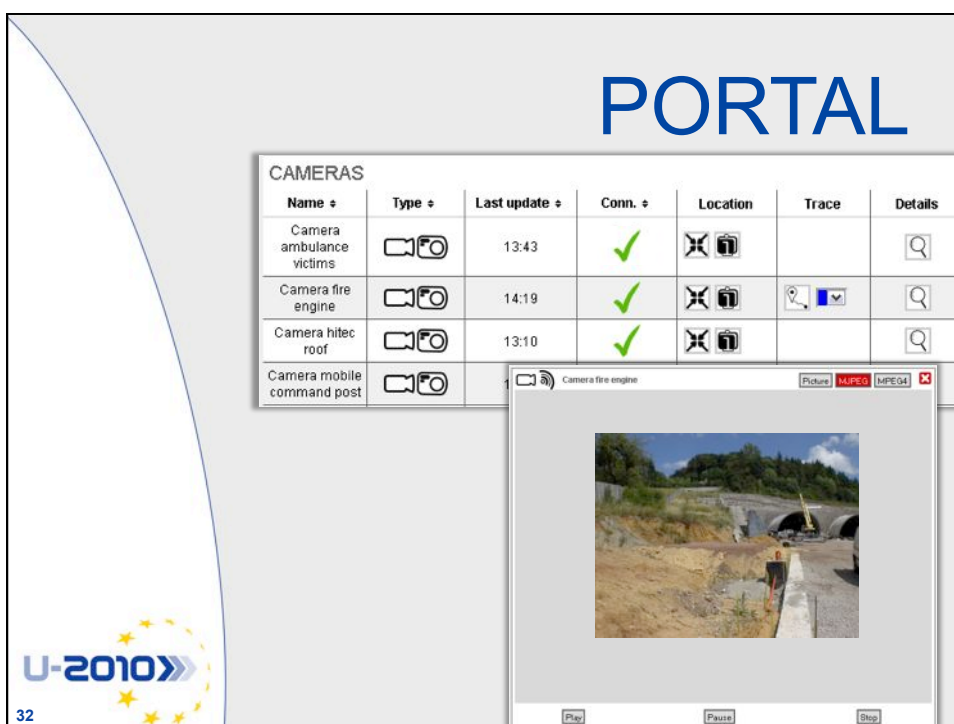 PORTAL
CAMERAS
Name Type Last update Conn. Location Trace Details
Camera ambulance victims 13:43
Camera fire engine 14:19
Camera hitec roof 13:10
Camera mobile command post 1
Camera fire engine Picture MJPEG MPEG4
Play Pause Stop
U-2010
32